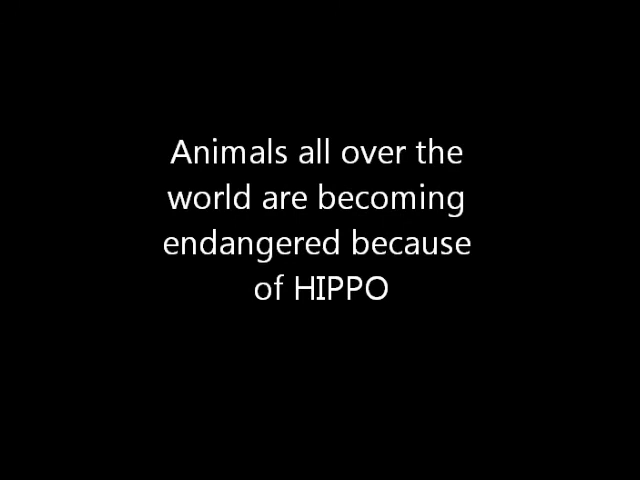 Animals all over the
world are becoming
endangered because
of HIPPO